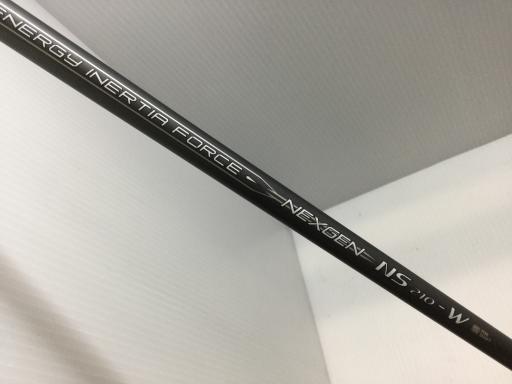 ENERGY INERTIA FORCE - NEXGEN NS 210-W